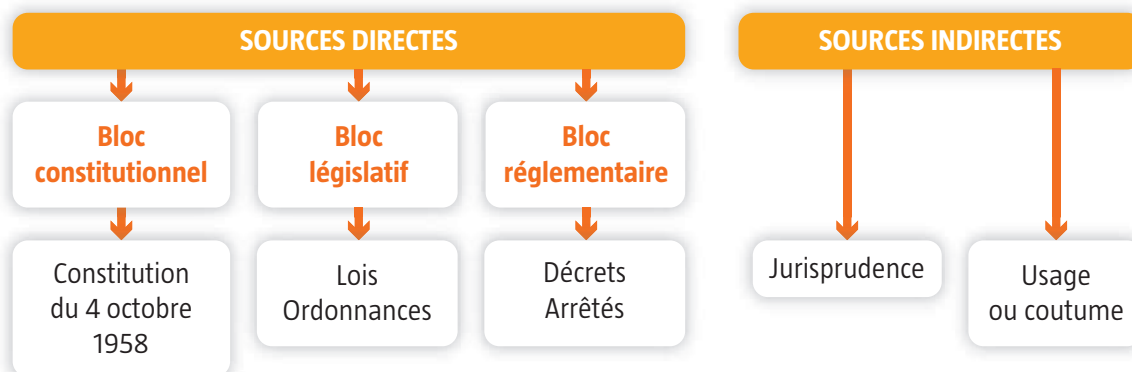 SOURCES DIRECTES
Bloc
constitutionnel
Bloc
législatif
Bloc
réglementaire
Constitution
du 4 octobre
1958
Lois
Ordonnances
Décrets
Arrêtés
SOURCES INDIRECTES
Jurisprudence
Usage
ou coutume